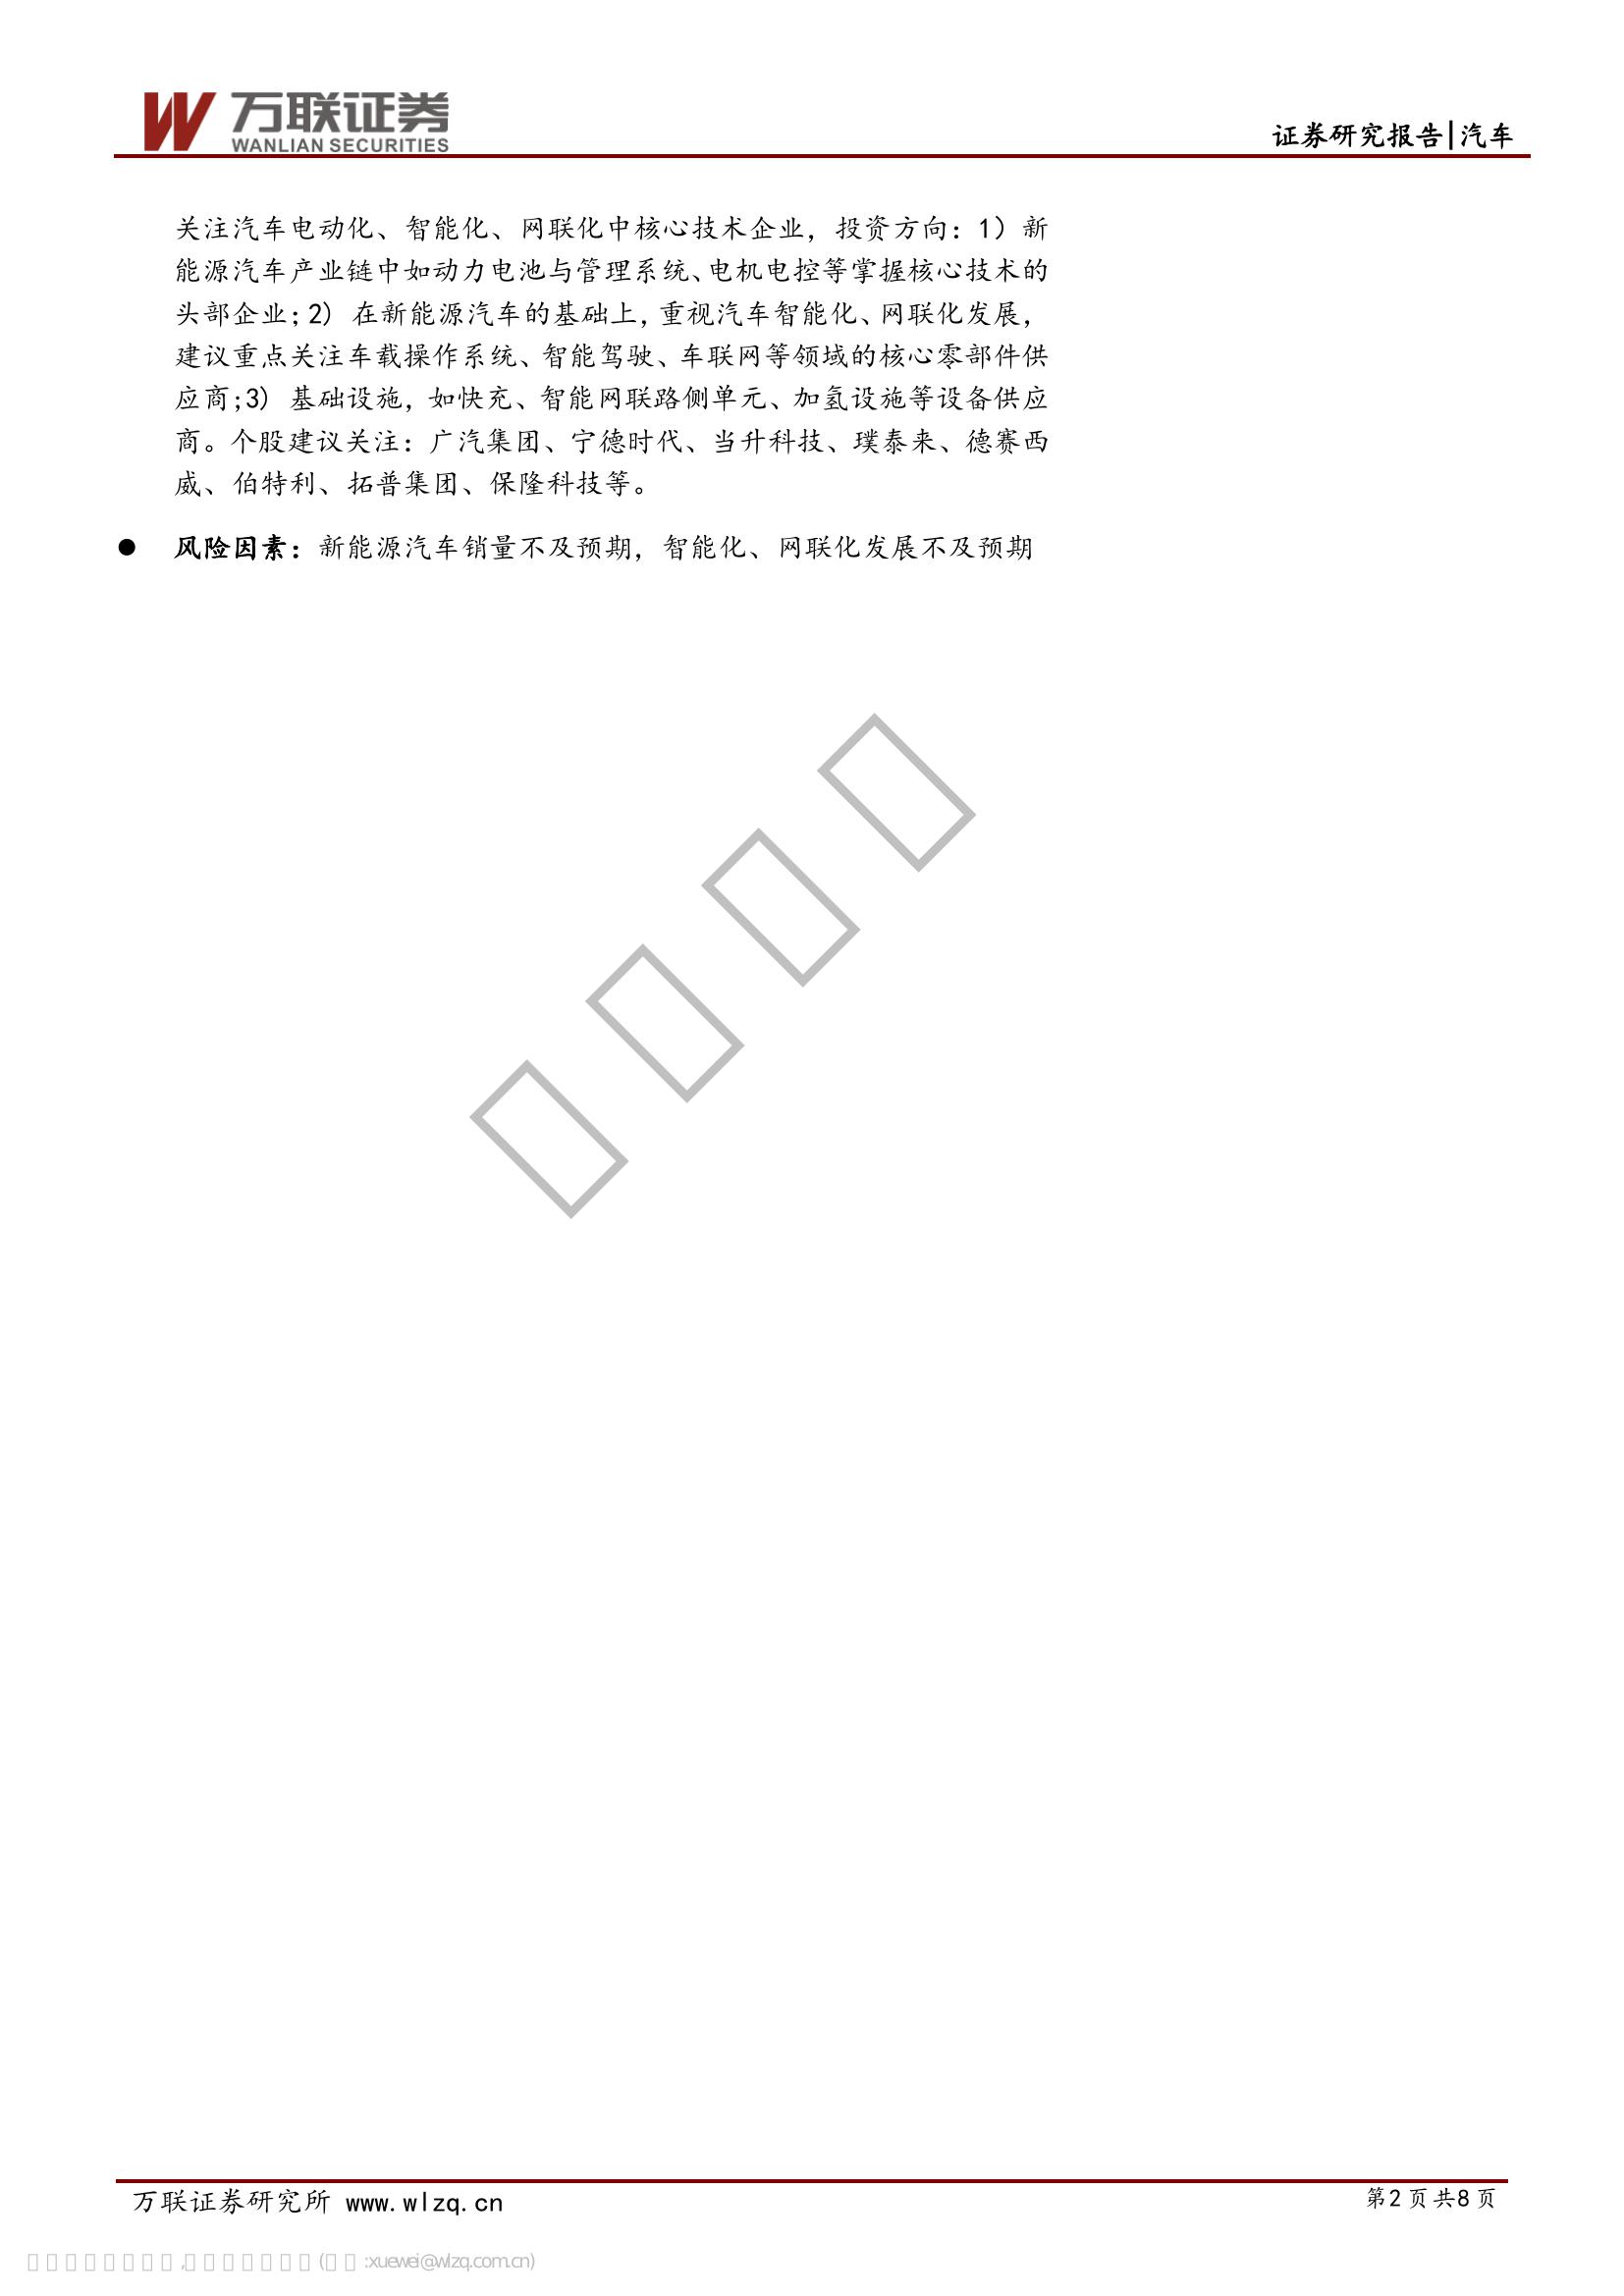 万联证券
WANLIAN SECURITIES
证券研究报告|汽车
关注汽车电动化、智能化、网联化中核心技术企业，投资方向：1）新
能源汽车产业链中如动力电池与管理系统、电机电控等掌握核心技术的
头部企业;2）在新能源汽车的基础上,重视汽车智能化、网联化发展，
建议重点关注车载操作系统、智能驾驶、车联网等领域的核心零部件供
应商;3）基础设施，如快充、智能网联路侧单元、加氢设施等设备供应
商。个股建议关注：广汽集团、宁德时代、当升科技、璞泰来、德赛西
威、伯特利、拓普集团、保隆科技等。
● 风险因素：新能源汽车销量不及预期，智能化、网联化发展不及预期
万联证券研究所 www.wlzq.cn
第2页共8页
:xuewei@wlzq.com.cn)